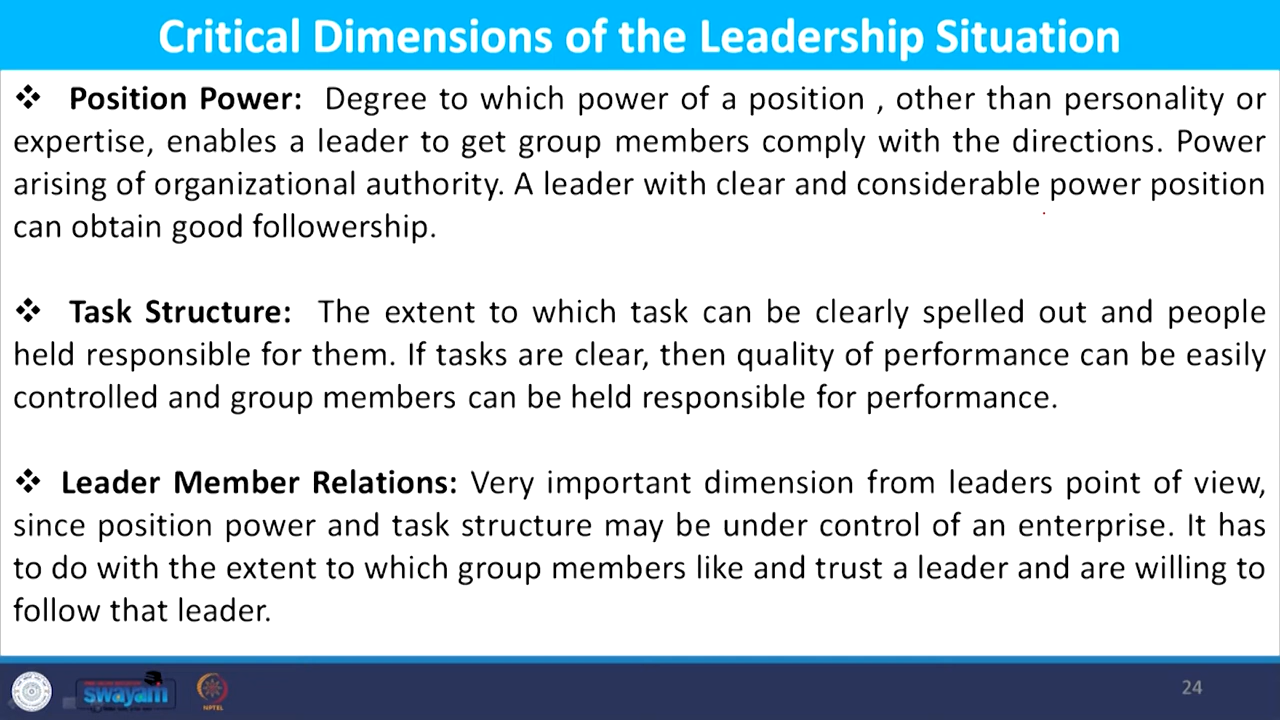 Critical Dimensions of the Leadership Situation
❖ Position Power: Degree to which power of a position , other than personality or
expertise, enables a leader to get group members comply with the directions. Power
arising of organizational authority. A leader with clear and considerable power position
can obtain good followership.
❖ Task Structure: The extent to which task can be clearly spelled out and people
held responsible for them. If tasks are clear, then quality of performance can be easily
controlled and group members can be held responsible for performance.
❖ Leader Member Relations: Very important dimension from leaders point of view,
since position power and task structure may be under control of an enterprise. It has
to do with the extent to which group members like and trust a leader and are willing to
follow that leader.
swayam
NPTEL
24